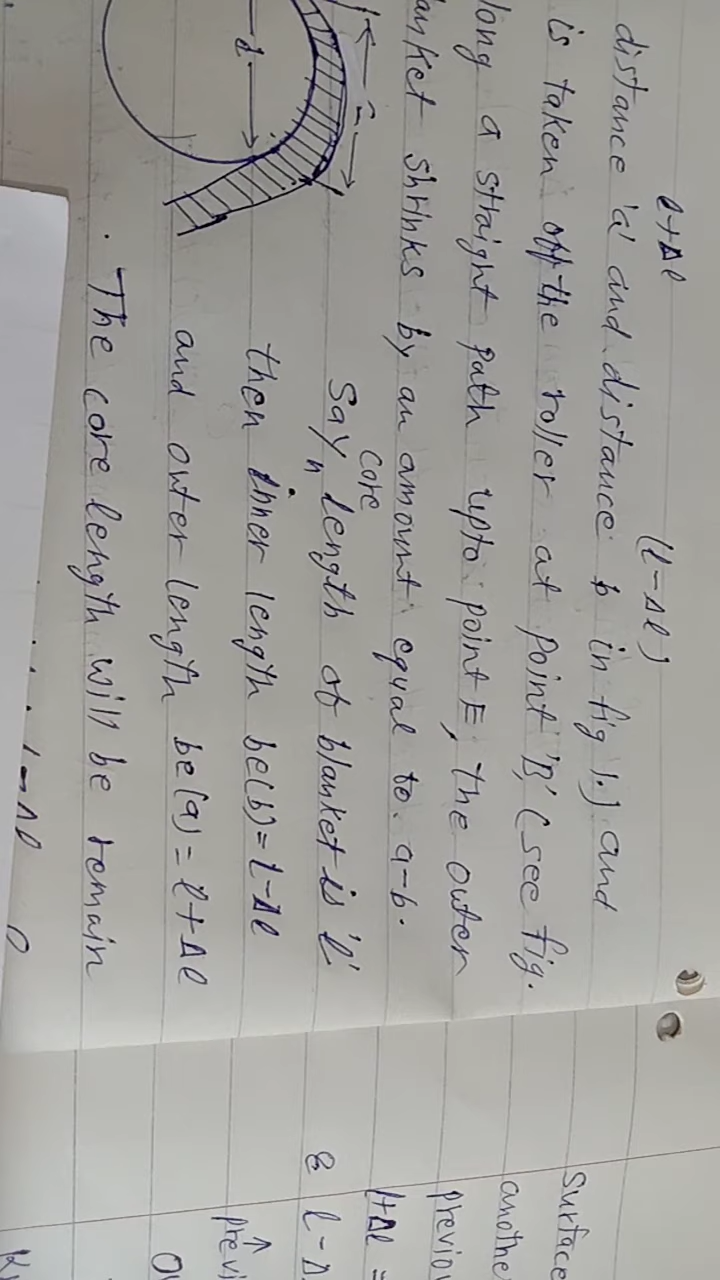 l+Δl (l-Δl)
distance 'a' and distance b in fig 1.) and
is taken off the roller at point 'B' (see fig.
long a straight path upto point E, the outer
anket shrinks by an amount equal to a-b.
core
Say, length of blanket is 'l'
then inner length be(b) = l-Δl
and outer length be(a) = l+Δl
. The core length will be remain
a
d
Surface
anothe
previou
l+Δl =
& l-Δ
↑
previ